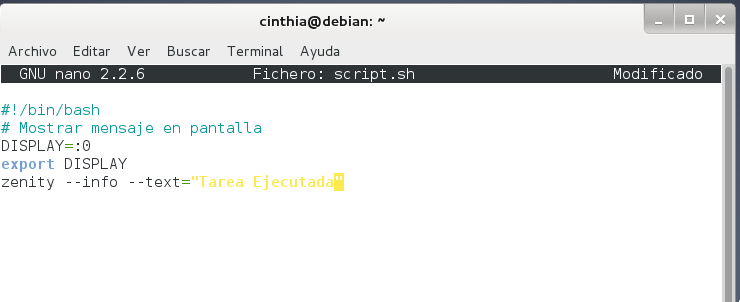 cinthia@debian: ~
Archivo Editar Ver Buscar Terminal Ayuda
GNU nano 2.2.6 Fichero: script.sh Modificado
#!/bin/bash
# Mostrar mensaje en pantalla
DISPLAY=:0
export DISPLAY
zenity --info --text="Tarea Ejecutada"